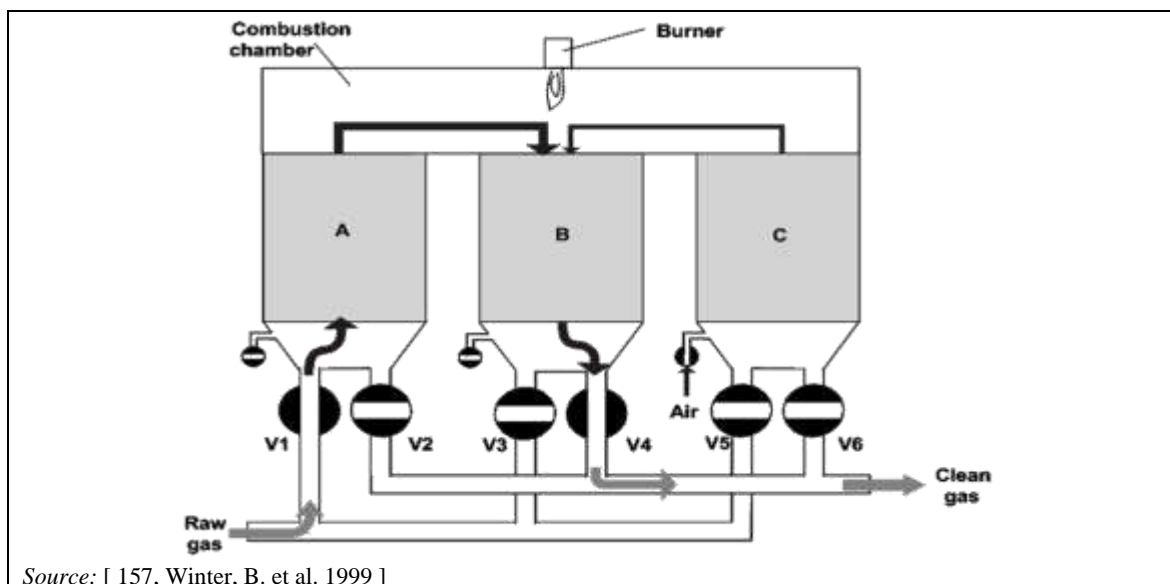 Combustion
chamber
Burner
A
B
C
Air
V1
V2
V3
V4
V5
V6
Clean
gas
Raw
gas
Source: [ 157, Winter, B. et al. 1999 ]